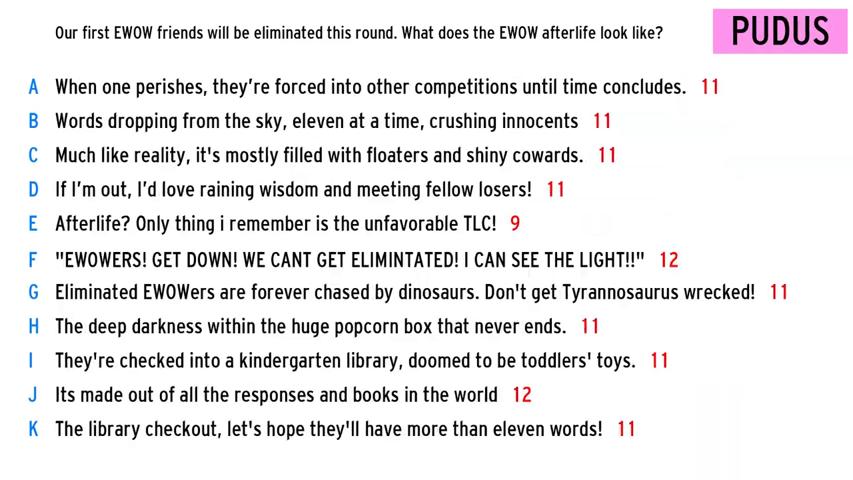 Our first EWOW friends will be eliminated this round. What does the EWOW afterlife look like?
PUDUS
A When one perishes, they're forced into other competitions until time concludes. 11
B Words dropping from the sky, eleven at a time, crushing innocents 11
C Much like reality, it's mostly filled with floaters and shiny cowards. 11
D If I'm out, I'd love raining wisdom and meeting fellow losers! 11
E Afterlife? Only thing i remember is the unfavorable TLC! 9
F "EWOWERS! GET DOWN! WE CANT GET ELIMINTATED! I CAN SEE THE LIGHT!!" 12
G Eliminated EWOWers are forever chased by dinosaurs. Don't get Tyrannosaurus wrecked! 11
H The deep darkness within the huge popcorn box that never ends. 11
I They're checked into a kindergarten library, doomed to be toddlers' toys. 11
J Its made out of all the responses and books in the world 12
K The library checkout, let's hope they'll have more than eleven words! 11